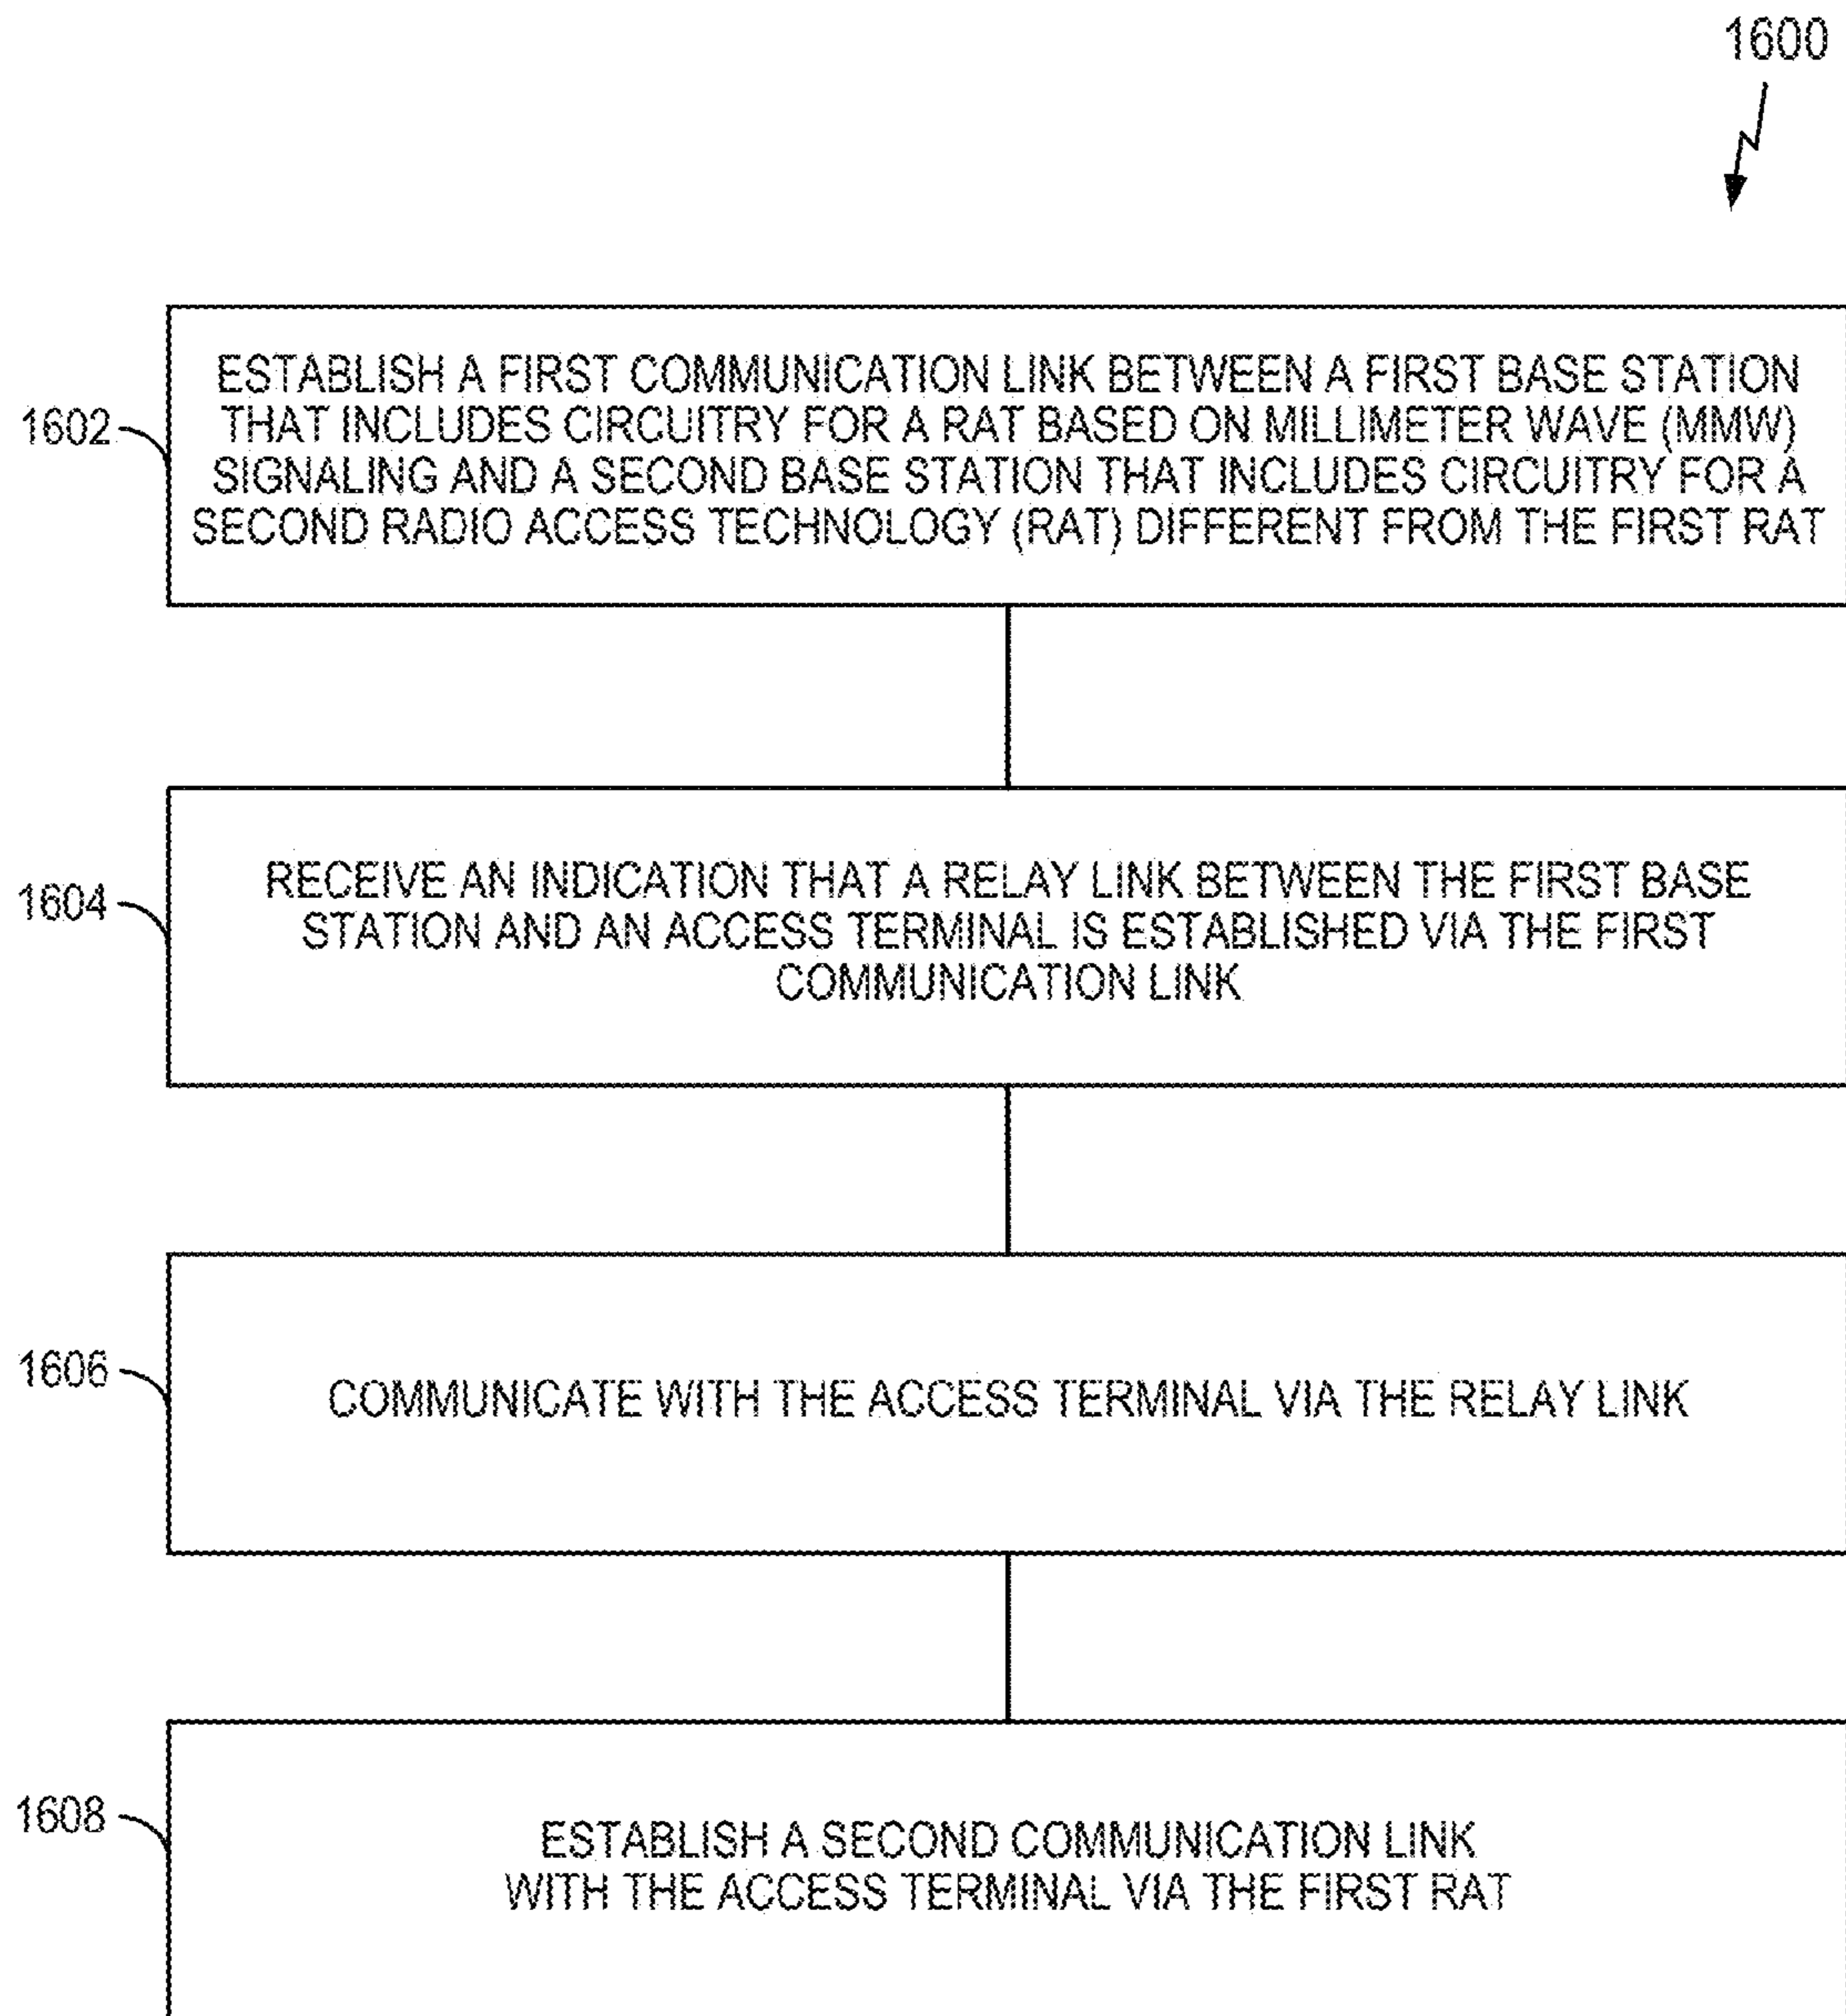 1600
1602
ESTABLISH A FIRST COMMUNICATION LINK BETWEEN A FIRST BASE STATION
THAT INCLUDES CIRCUITRY FOR A RAT BASED ON MILLIMETER WAVE (MMW)
SIGNALING AND A SECOND BASE STATION THAT INCLUDES CIRCUITRY FOR A
SECOND RADIO ACCESS TECHNOLOGY (RAT) DIFFERENT FROM THE FIRST RAT
1604
RECEIVE AN INDICATION THAT A RELAY LINK BETWEEN THE FIRST BASE
STATION AND AN ACCESS TERMINAL IS ESTABLISHED VIA THE FIRST
COMMUNICATION LINK
1606
COMMUNICATE WITH THE ACCESS TERMINAL VIA THE RELAY LINK
1608
ESTABLISH A SECOND COMMUNICATION LINK
WITH THE ACCESS TERMINAL VIA THE FIRST RAT